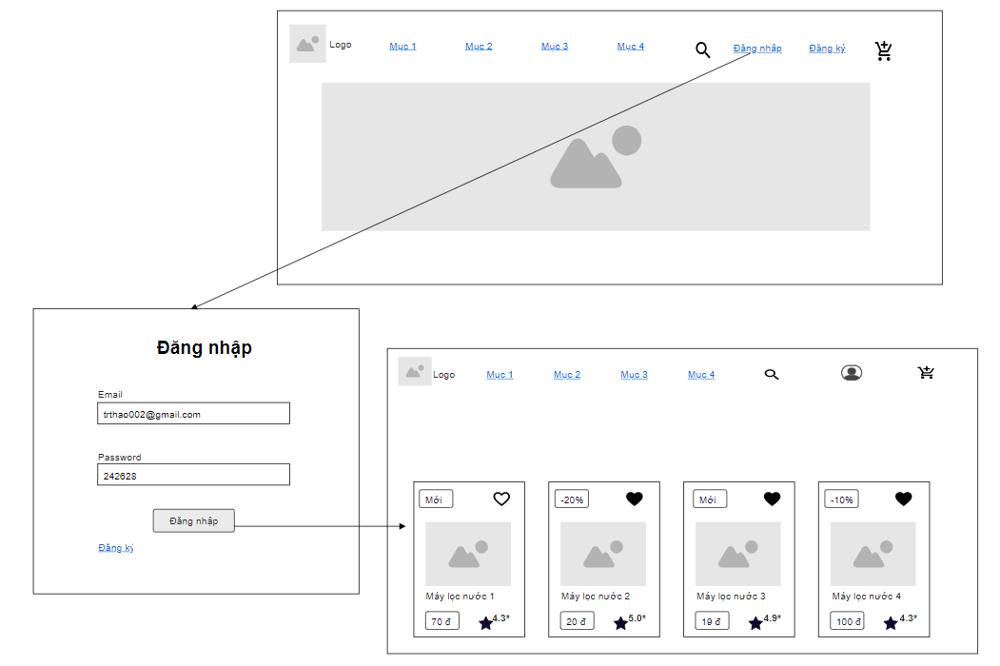 Logo Mục 1 Mục 2 Mục 3 Mục 4 Đăng nhập Đăng ký
Đăng nhập
Email
trthao002@gmail.com
Password
242628
Đăng nhập
Đăng ký
Logo Mục 1 Mục 2 Mục 3 Mục 4
Mới -20% Mới -10%
Máy lọc nước 1 Máy lọc nước 2 Máy lọc nước 3 Máy lọc nước 4
70 đ 4.3* 20 đ 5.0* 19 đ 4.9* 100 đ 4.3*